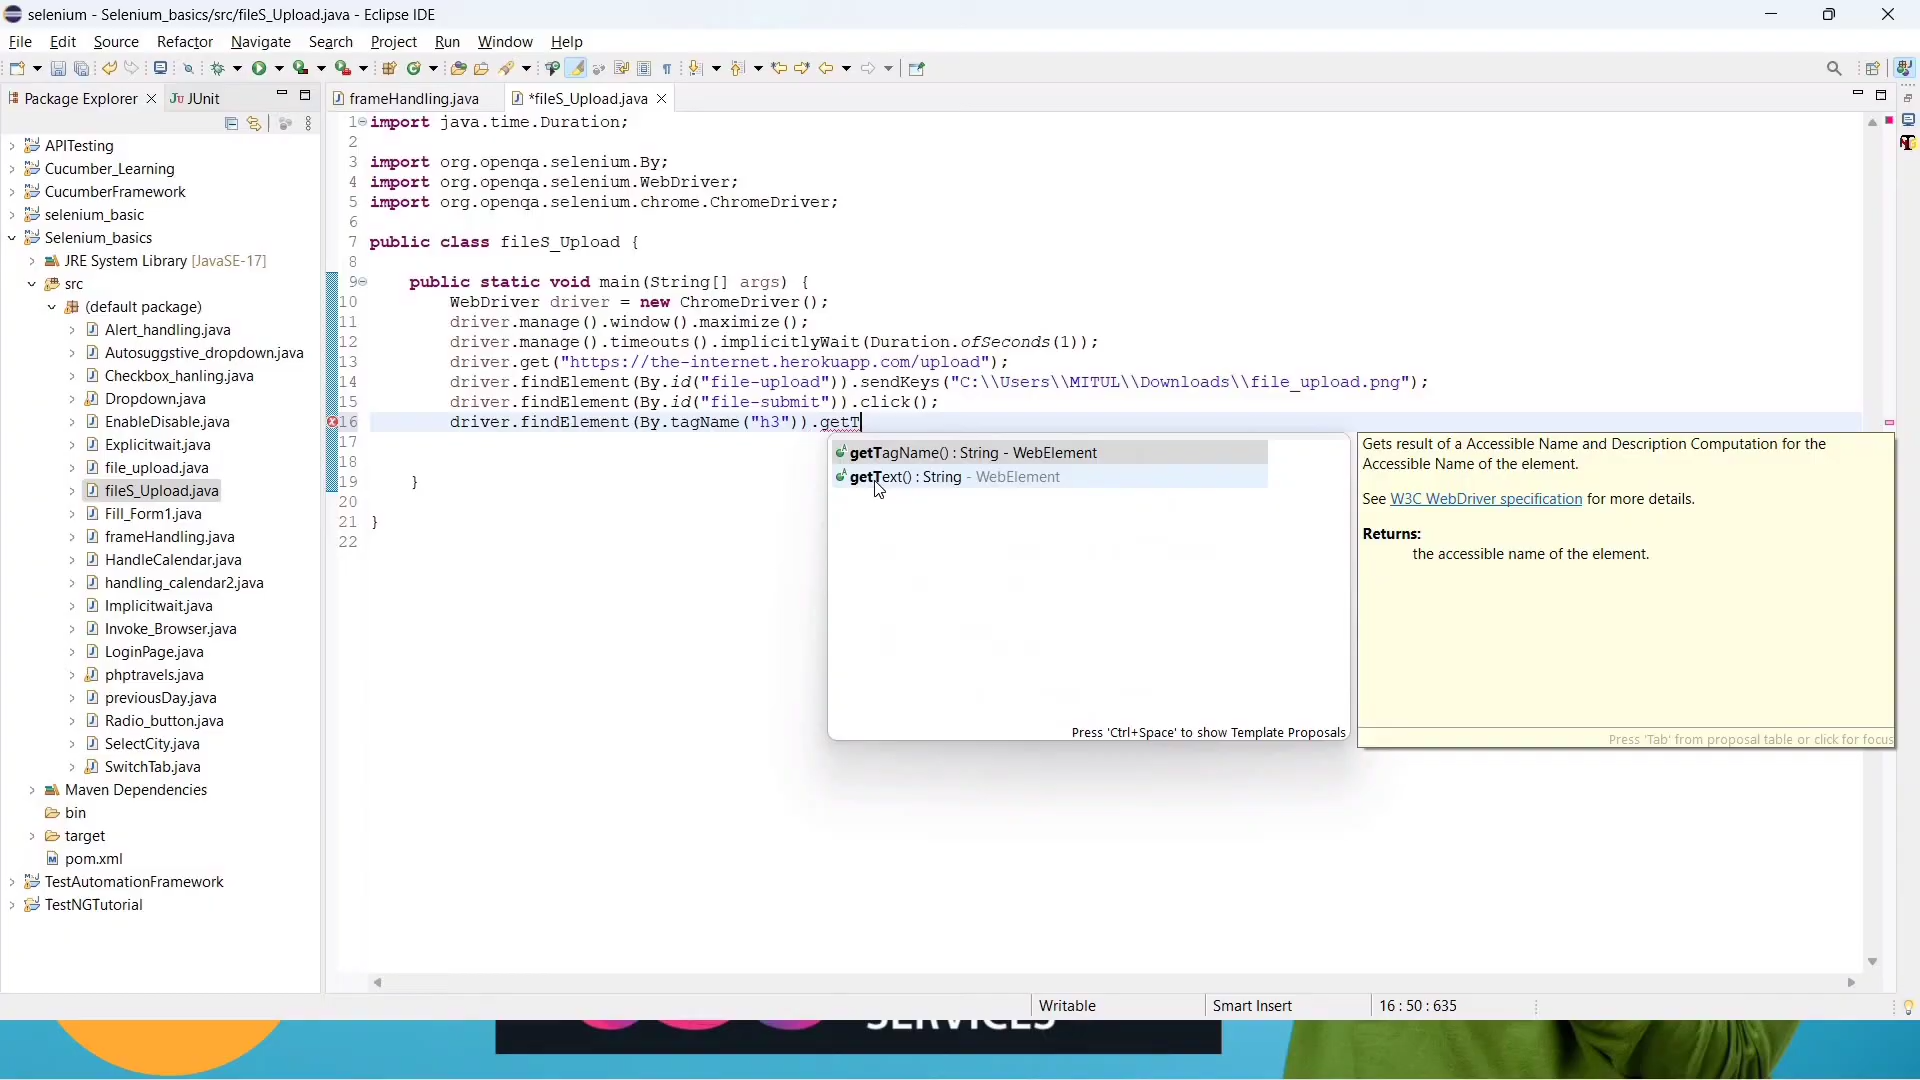 selenium - Selenium_basics/src/fileS_Upload.java - Eclipse IDE
File Edit Source Refactor Navigate Search Project Run Window Help
Package Explorer JUnit
frameHandling.java *fileS_Upload.java
APITesting
Cucumber_Learning
CucumberFramework
selenium_basic
Selenium_basics
JRE System Library [JavaSE-17]
src
(default package)
Alert_handling.java
Autosuggstive_dropdown.java
Checkbox_hanling.java
Dropdown.java
EnableDisable.java
Explicitwait.java
file_upload.java
fileS_Upload.java
Fill_Form1.java
frameHandling.java
HandleCalendar.java
handling_calendar2.java
Implicitwait.java
Invoke_Browser.java
LoginPage.java
phptravels.java
previousDay.java
Radio_button.java
SelectCity.java
SwitchTab.java
Maven Dependencies
bin
target
pom.xml
TestAutomationFramework
TestNGTutorial
1 import java.time.Duration;
2
3 import org.openqa.selenium.By;
4 import org.openqa.selenium.WebDriver;
5 import org.openqa.selenium.chrome.ChromeDriver;
6
7 public class fileS_Upload {
8
9 public static void main(String[] args) {
10 WebDriver driver = new ChromeDriver();
11 driver.manage().window().maximize();
12 driver.manage().timeouts().implicitlyWait(Duration.ofSeconds(1));
13 driver.get("https://the-internet.herokuapp.com/upload");
14 driver.findElement(By.id("file-upload")).sendKeys("C:\\Users\\MITUL\\Downloads\\file_upload.png");
15 driver.findElement(By.id("file-submit")).click();
16 driver.findElement(By.tagName("h3")).getT
17
18
19 }
20
21 }
22
getTagName() : String - WebElement
getText() : String - WebElement
Press 'Ctrl+Space' to show Template Proposals
Gets result of a Accessible Name and Description Computation for the
Accessible Name of the element.
See W3C WebDriver specification for more details.
Returns:
the accessible name of the element.
Press 'Tab' from proposal table or click for focus
Writable Smart Insert 16 : 50 : 635
SERVICES